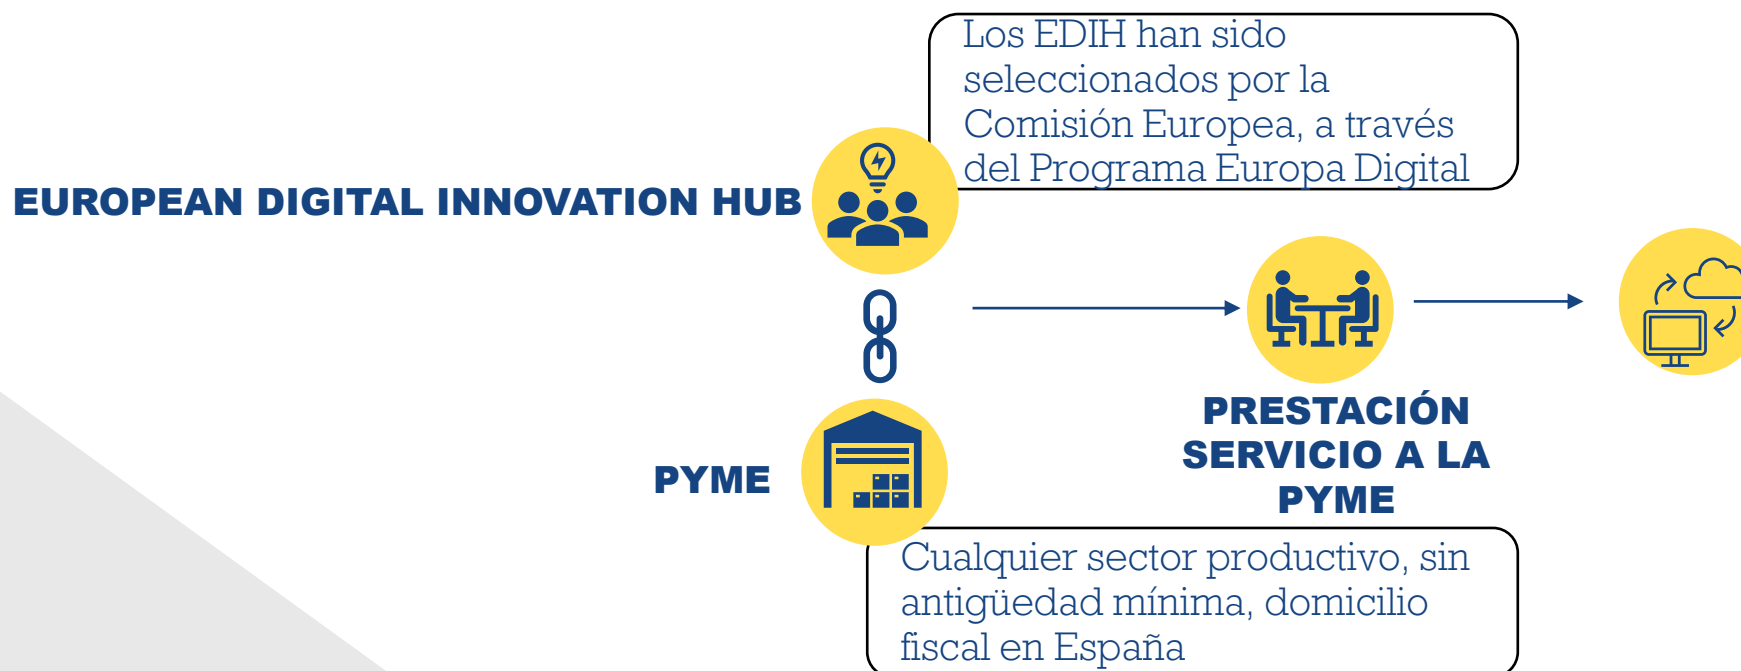 Los EDIH han sido
seleccionados por la
Comisión Europea, a través
del Programa Europa Digital
EUROPEAN DIGITAL INNOVATION HUB
PRESTACIÓN
SERVICIO A LA
PYME
PYME
Cualquier sector productivo, sin
antigüedad mínima, domicilio
fiscal en España